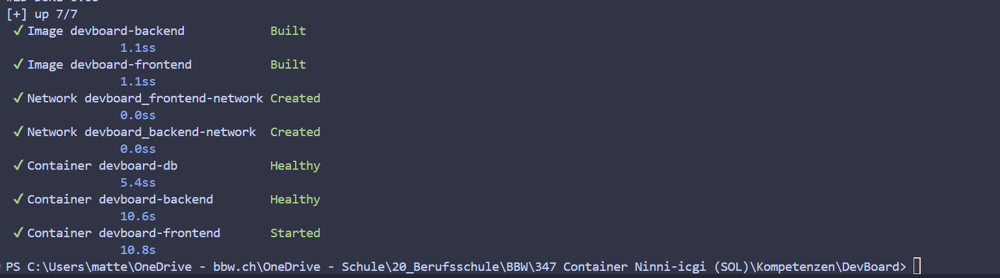 [+] up 7/7
✓ Image devboard-backend Built
1.1ss
✓ Image devboard-frontend Built
1.1ss
✓ Network devboard_frontend-network Created
0.0ss
✓ Network devboard_backend-network Created
0.0ss
✓ Container devboard-db Healthy
5.4ss
✓ Container devboard-backend Healthy
10.6s
✓ Container devboard-frontend Started
10.8s
PS C:\Users\matte\OneDrive - bbw.ch\OneDrive - Schule\20_Berufsschule\BBW\347 Container Ninni-icgi (SOL)\Kompetenzen\DevBoard>